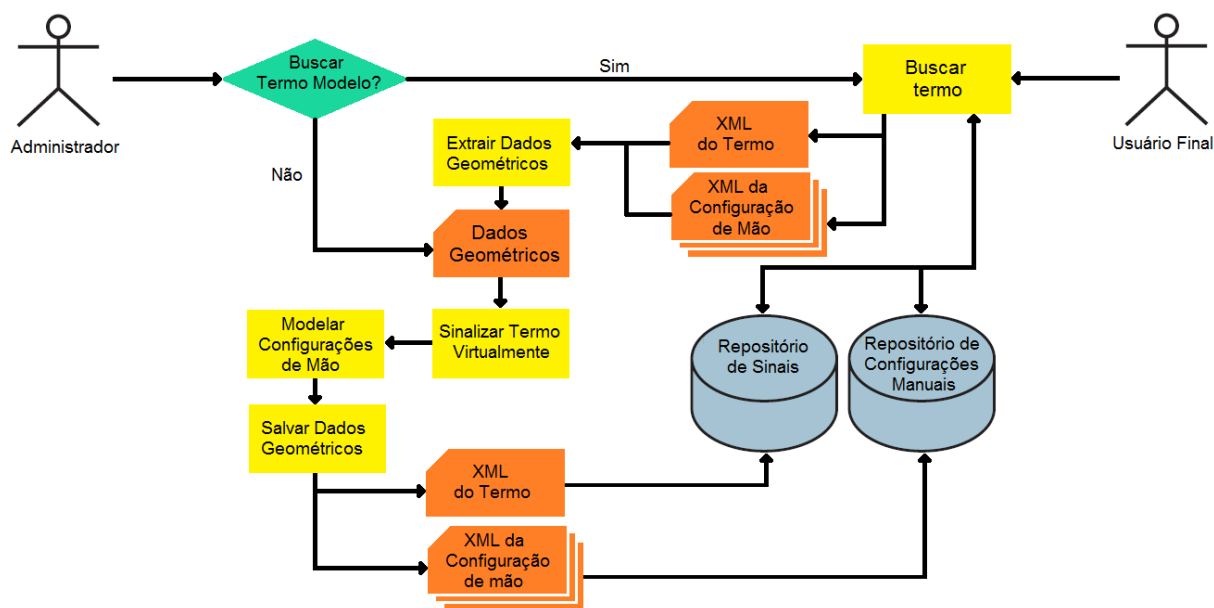 Buscar
Termo Modelo?
Sim
Buscar
termo
Administrador
Usuário Final
XML
do Termo
Extrair Dados
Geométricos
Não
XML da
Configuração
de Mão
Dados
Geométricos
Modelar
Configurações
de Mão
Sinalizar Termo
Virtualmente
Repositório
de Sinais
Repositório de
Configurações
Manuais
Salvar Dados
Geométricos
XML
do Termo
XML da
Configuração
de mão